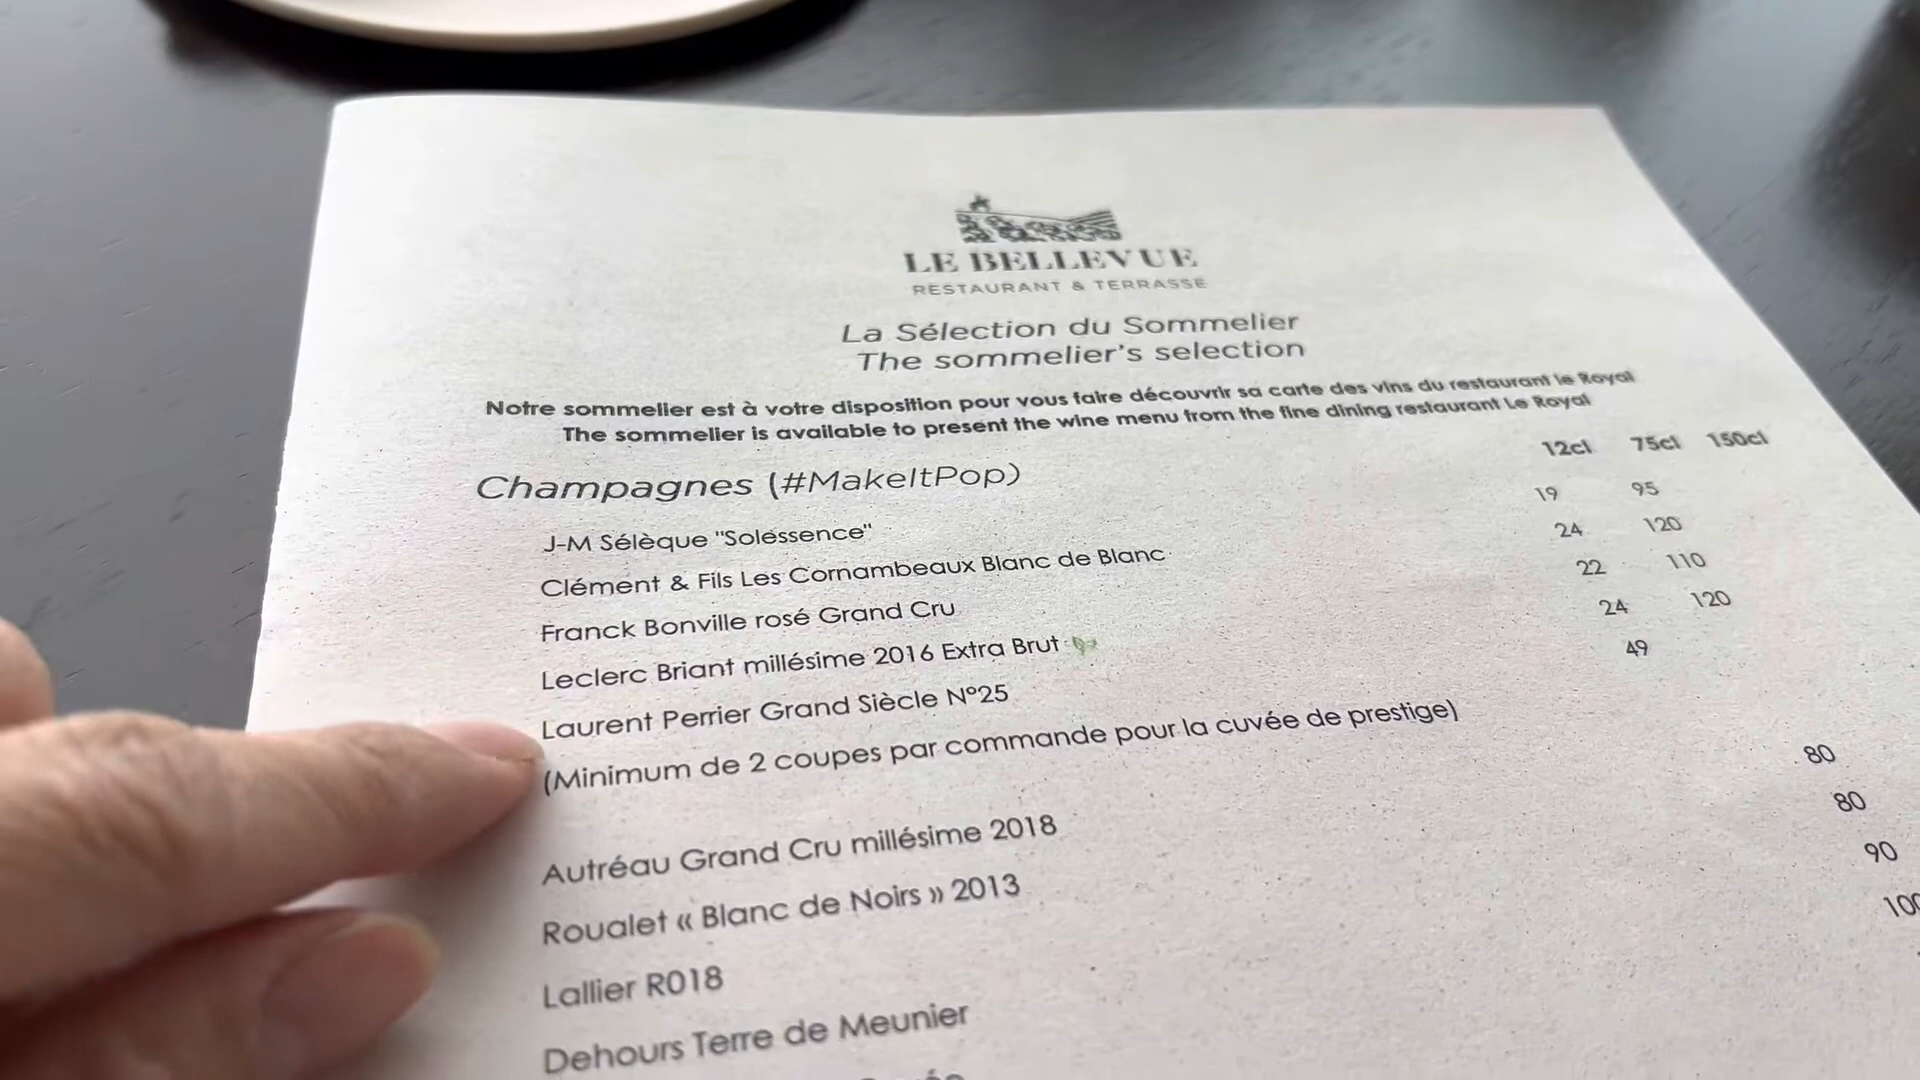 LE BELLEVUE
RESTAURANT & TERRASSE
La Sélection du Sommelier
The sommelier's selection
Notre sommelier est à votre disposition pour vous faire découvrir sa carte des vins du restaurant le Royal
The sommelier is available to present the wine menu from the fine dining restaurant Le Royal
12cl 75cl 150cl
Champagnes (#MakeItPop)
J-M Sélèque "Solessence" 19 95
Clément & Fils Les Cornambeaux Blanc de Blanc 24 120
Franck Bonville rosé Grand Cru 22 110
Leclerc Briant millésime 2016 Extra Brut 24 120
Laurent Perrier Grand Siècle N°25 49
(Minimum de 2 coupes par commande pour la cuvée de prestige)
Autréau Grand Cru millésime 2018 80
Roualet « Blanc de Noirs » 2013 80
Lallier R018 90
Dehours Terre de Meunier 100